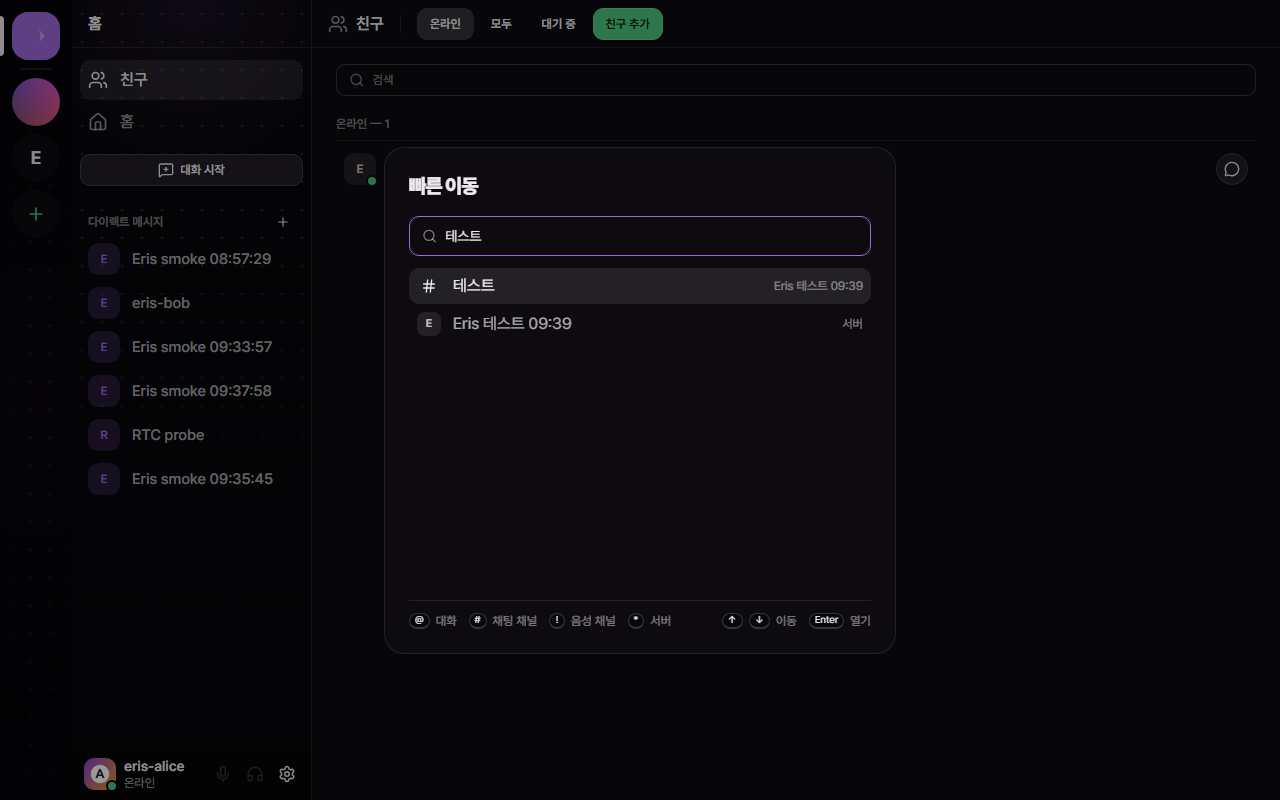 홈
친구
온라인
모두
대기 중
친구 추가
E
친구
홈
대화 시작
다이렉트 메시지
E Eris smoke 08:57:29
E eris-bob
E Eris smoke 09:33:57
E Eris smoke 09:37:58
R RTC probe
E Eris smoke 09:35:45
A eris-alice
온라인
검색
온라인 — 1
E
빠른 이동
테스트
# 테스트 Eris 테스트 09:39
E Eris 테스트 09:39 서버
@ 대화 # 채팅 채널 ! 음성 채널 * 서버 ↑ ↓ 이동 Enter 열기